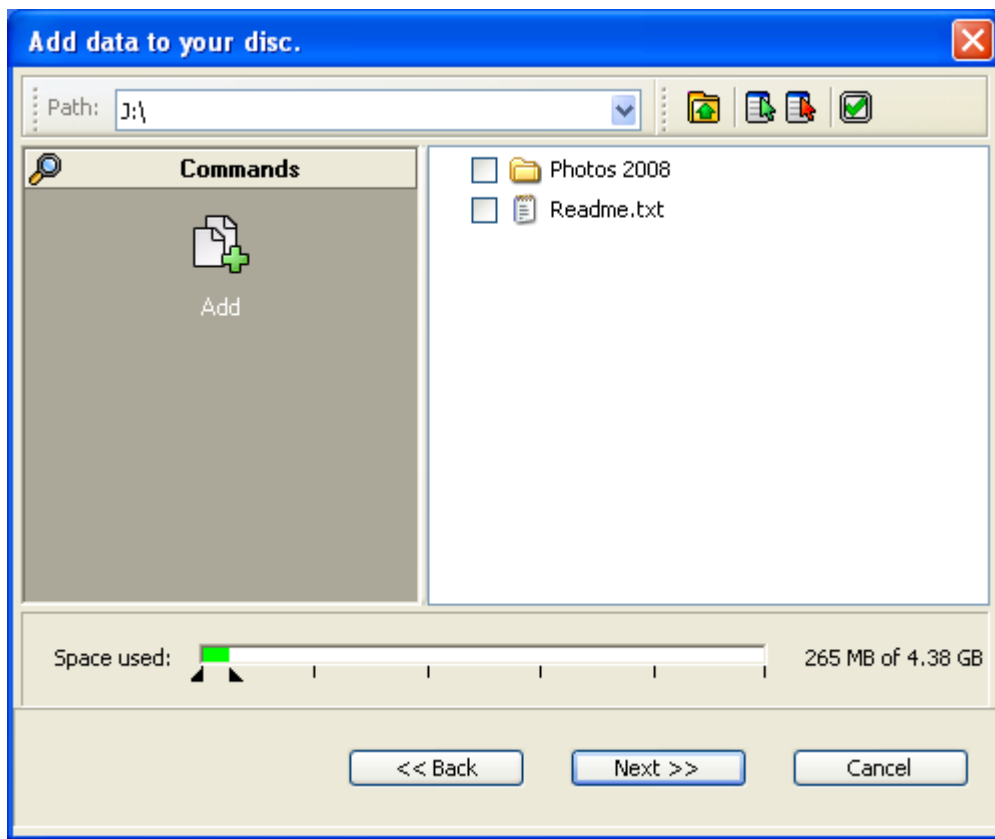 Add data to your disc.
Path: J:\
Commands
Add
Photos 2008
Readme.txt
Space used: 265 MB of 4.38 GB
<< Back Next >> Cancel